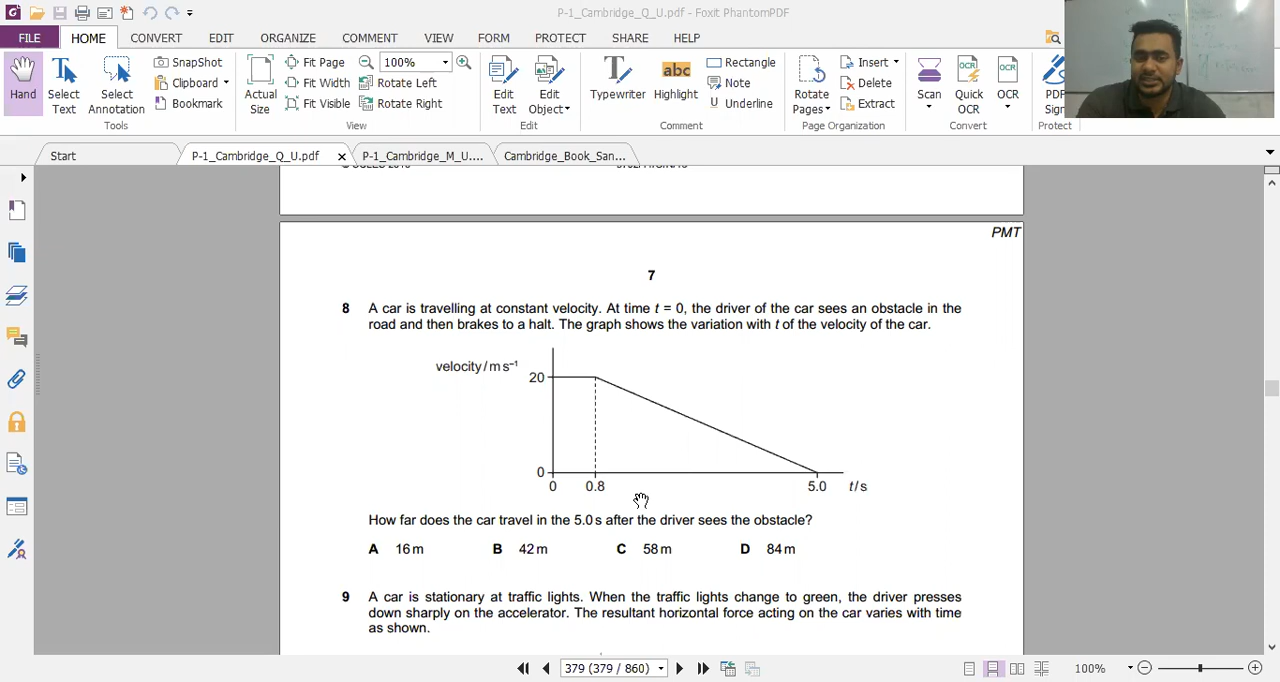 P-1_Cambridge_Q_U.pdf - Foxit PhantomPDF
FILE HOME CONVERT EDIT ORGANIZE COMMENT VIEW FORM PROTECT SHARE HELP
Hand
Select Text
Select Annotation
SnapShot
Clipboard
Bookmark
Tools
Actual Size
Fit Page
Fit Width
Fit Visible
100%
Rotate Left
Rotate Right
View
Edit Text
Edit Object
Edit
Typewriter
abc
Highlight
Rectangle
Note
Underline
Comment
Rotate Pages
Insert
Delete
Extract
Page Organization
Scan
OCR
Quick OCR
OCR
OCR
Convert
PDF Sign
Protect
Start P-1_Cambridge_Q_U.pdf P-1_Cambridge_M_U.... Cambridge_Book_San...
PMT
7
8 A car is travelling at constant velocity. At time t = 0, the driver of the car sees an obstacle in the
road and then brakes to a halt. The graph shows the variation with t of the velocity of the car.
velocity / m s⁻¹
20
0
0 0.8 5.0 t / s
How far does the car travel in the 5.0 s after the driver sees the obstacle?
A 16 m B 42 m C 58 m D 84 m
9 A car is stationary at traffic lights. When the traffic lights change to green, the driver presses
down sharply on the accelerator. The resultant horizontal force acting on the car varies with time
as shown.
379 (379 / 860)
100%